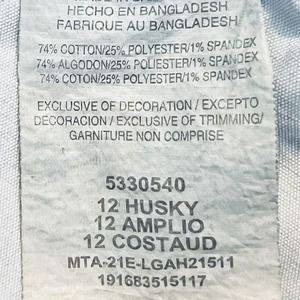 HECHO EN BANGLADESH
FABRIQUE AU BANGLADESH
74% COTTON/25% POLYESTER/1% SPANDEX
74% ALGODON/25% POLIESTER/1% SPANDEX
74% COTON/25% POLYESTER/1% SPANDEX
EXCLUSIVE OF DECORATION / EXCEPTO
DECORACION / EXCLUSIVE OF TRIMMING/
GARNITURE NON COMPRISE
5330540
12 HUSKY
12 AMPLIO
12 COSTAUD
MTA-21E-LGAH21511
191683515117